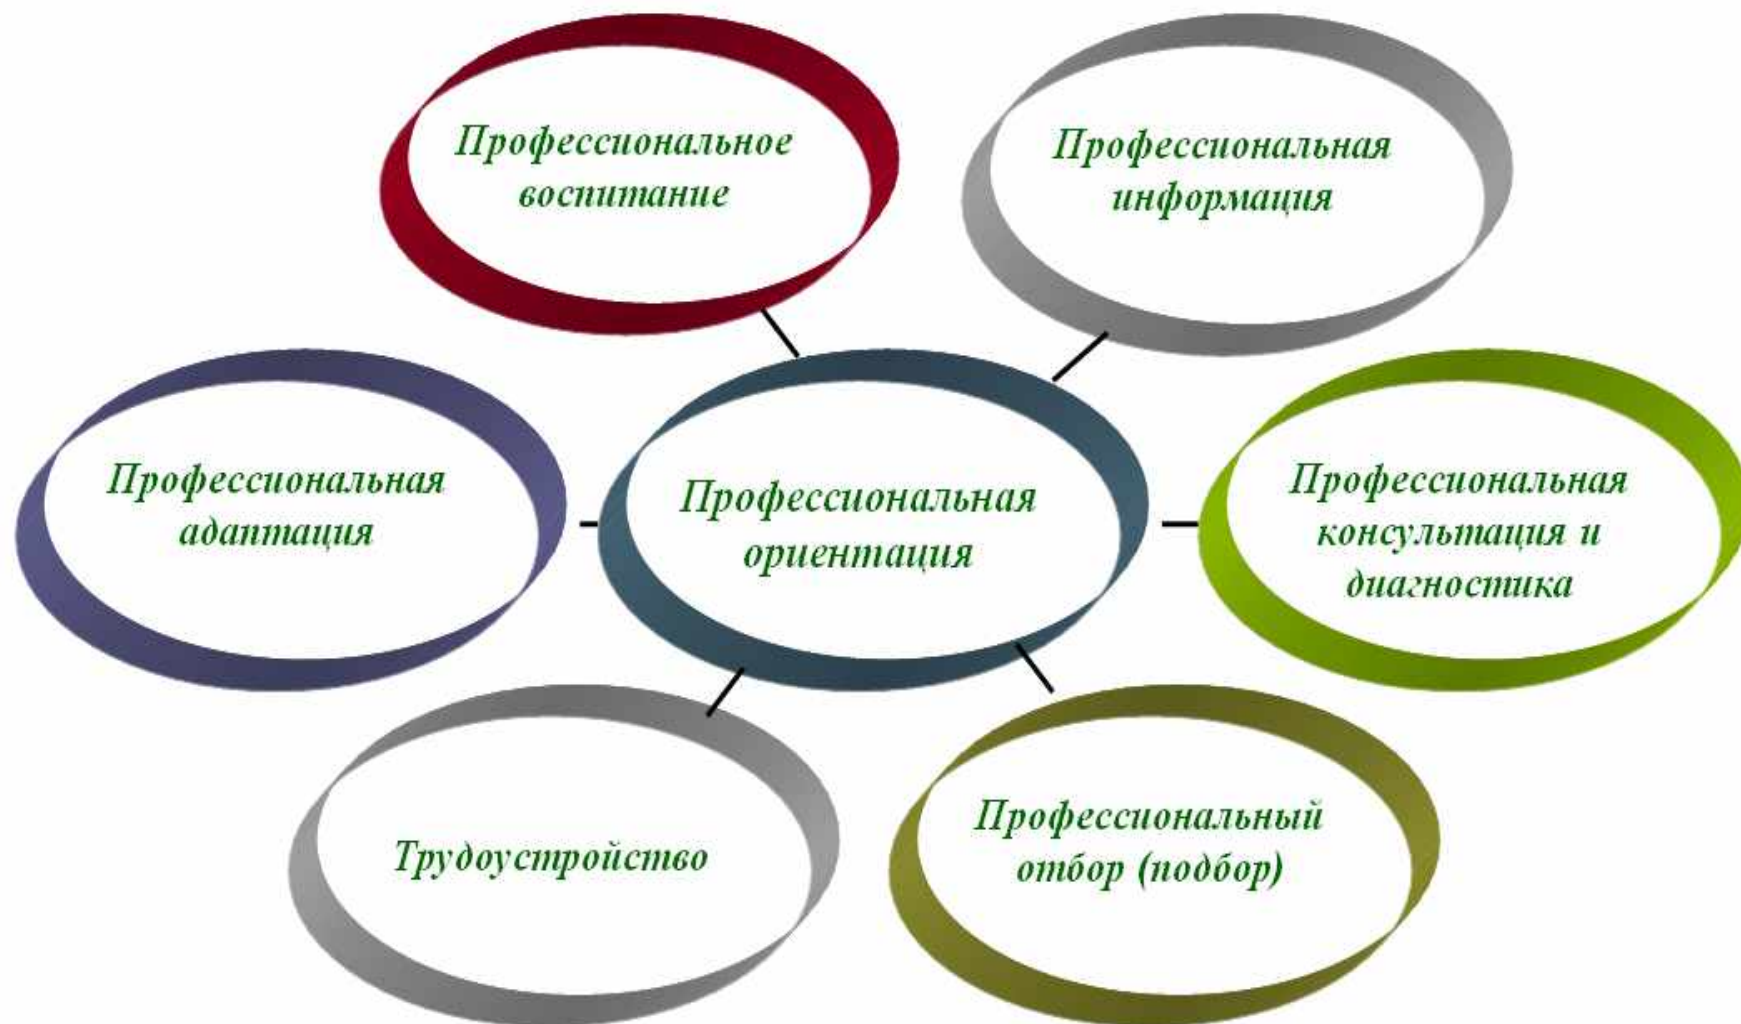 Профессиональное
воспитание
Профессиональная
информация
Профессиональная
адаптация
Профессиональная
ориентация
Профессиональная
консультация и
диагностика
Трудоустройство
Профессиональный
отбор (подбор)